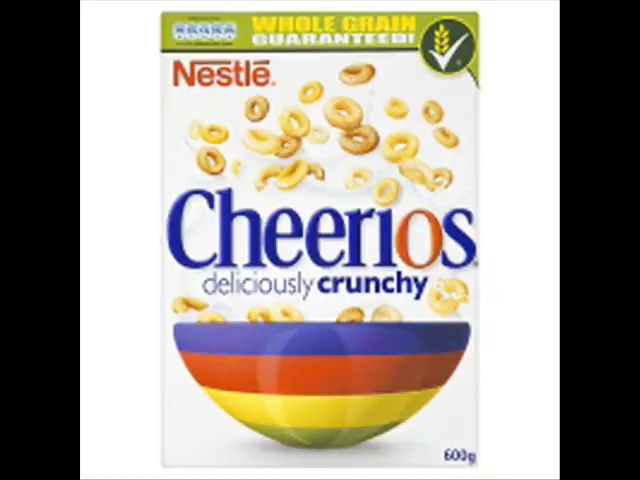 WHOLE GRAIN
GUARANTEED!
Nestlé®
Cheerios®
deliciously crunchy
600g